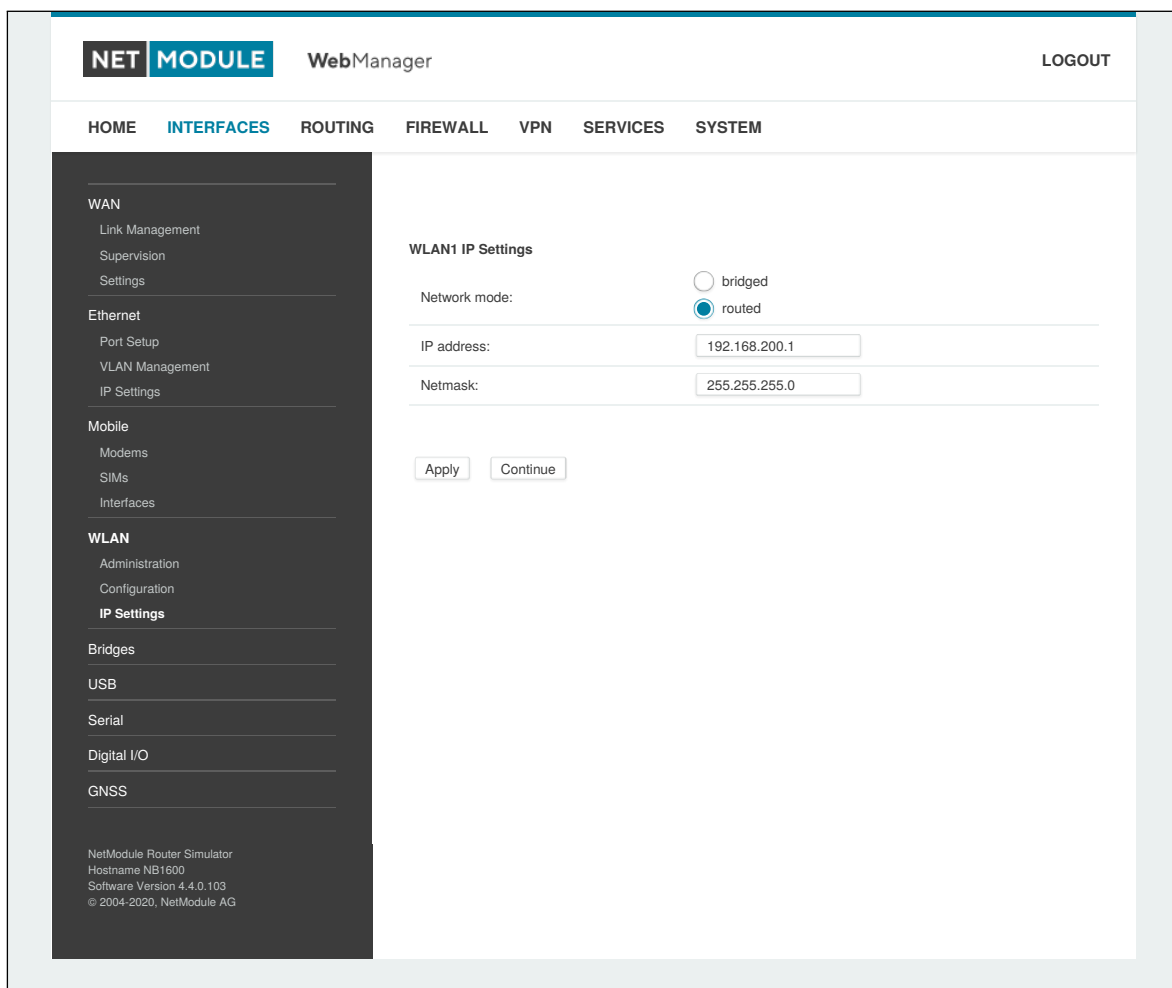 NET MODULE WebManager LOGOUT
HOME INTERFACES ROUTING FIREWALL VPN SERVICES SYSTEM
WAN
Link Management
Supervision
Settings
Ethernet
Port Setup
VLAN Management
IP Settings
Mobile
Modems
SIMs
Interfaces
WLAN
Administration
Configuration
IP Settings
Bridges
USB
Serial
Digital I/O
GNSS
NetModule Router Simulator
Hostname NB1600
Software Version 4.4.0.103
© 2004-2020, NetModule AG
WLAN1 IP Settings
Network mode:
bridged
routed
IP address: 192.168.200.1
Netmask: 255.255.255.0
Apply Continue